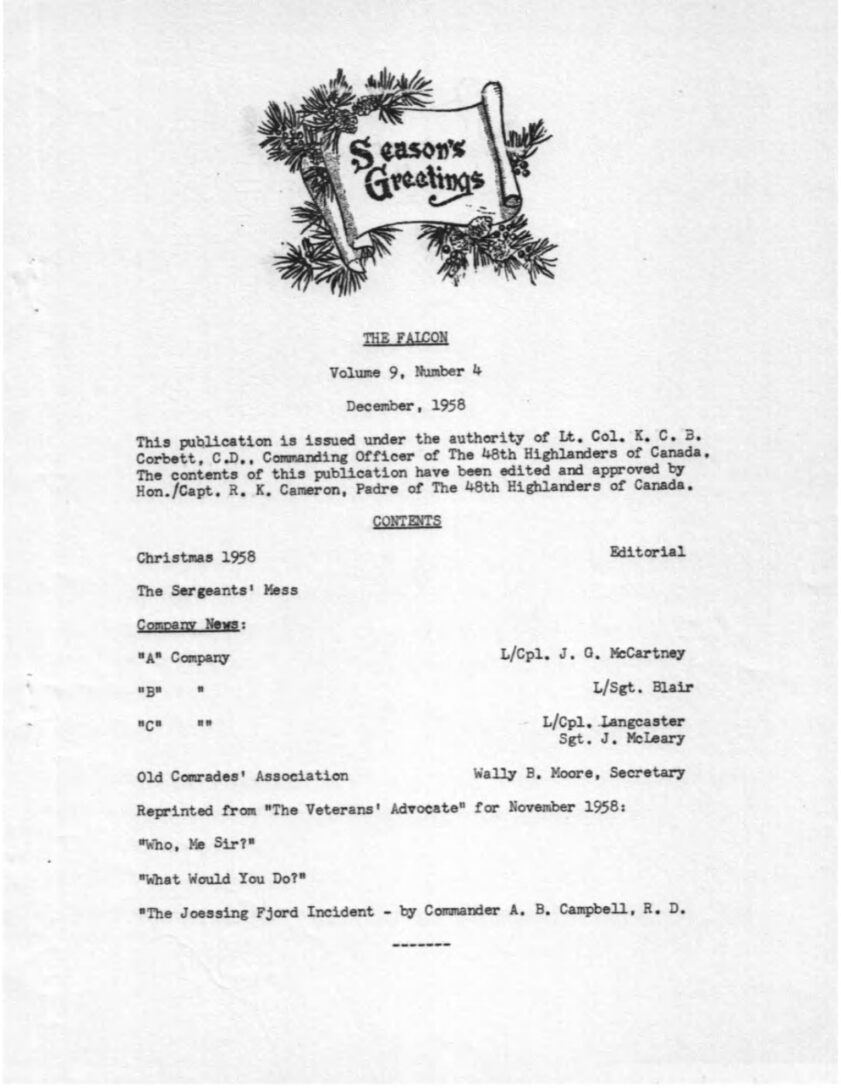 Season's
Greetings
THE FALCON
Volume 9, Number 4
December, 1958
This publication is issued under the authority of Lt. Col. K. C. B.
Corbett, C.D., Commanding Officer of The 48th Highlanders of Canada.
The contents of this publication have been edited and approved by
Hon./Capt. R. K. Cameron, Padre of The 48th Highlanders of Canada.
CONTENTS
Christmas 1958 Editorial
The Sergeants' Mess
Company News:
"A" Company L/Cpl. J. G. McCartney
"B" " L/Sgt. Blair
"C" "" L/Cpl. Langcaster
Sgt. J. McLeary
Old Comrades' Association Wally B. Moore, Secretary
Reprinted from "The Veterans' Advocate" for November 1958:
"Who, Me Sir?"
"What Would You Do?"
"The Joessing Fjord Incident - by Commander A. B. Campbell, R. D.
-------